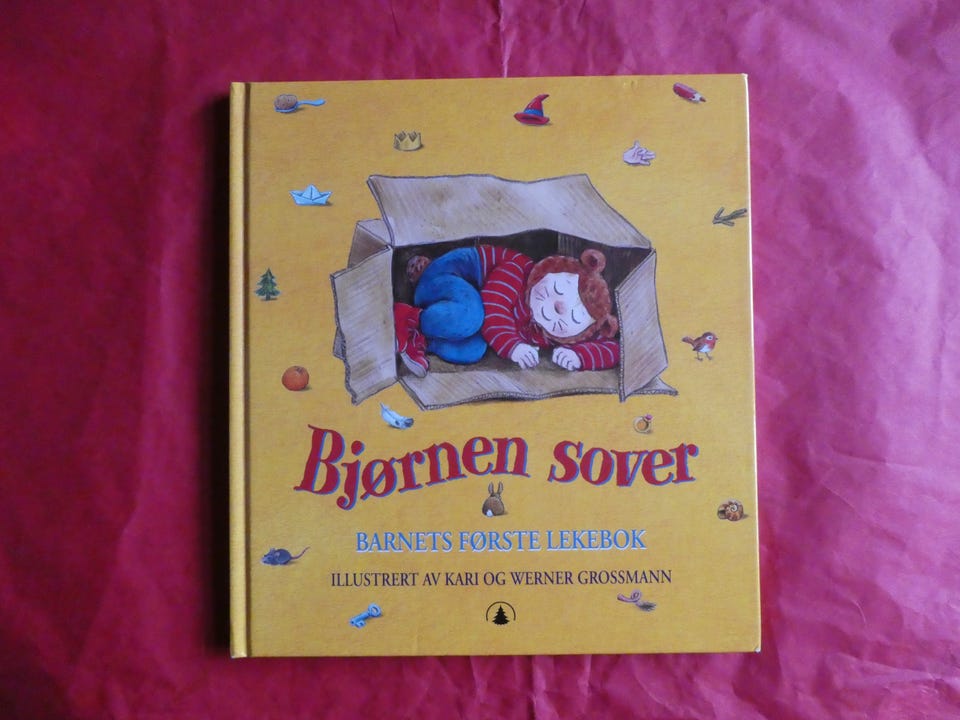 Bjørnen sover
BARNETS FØRSTE LEKEBOK
ILLUSTRERT AV KARI OG WERNER GROSSMANN